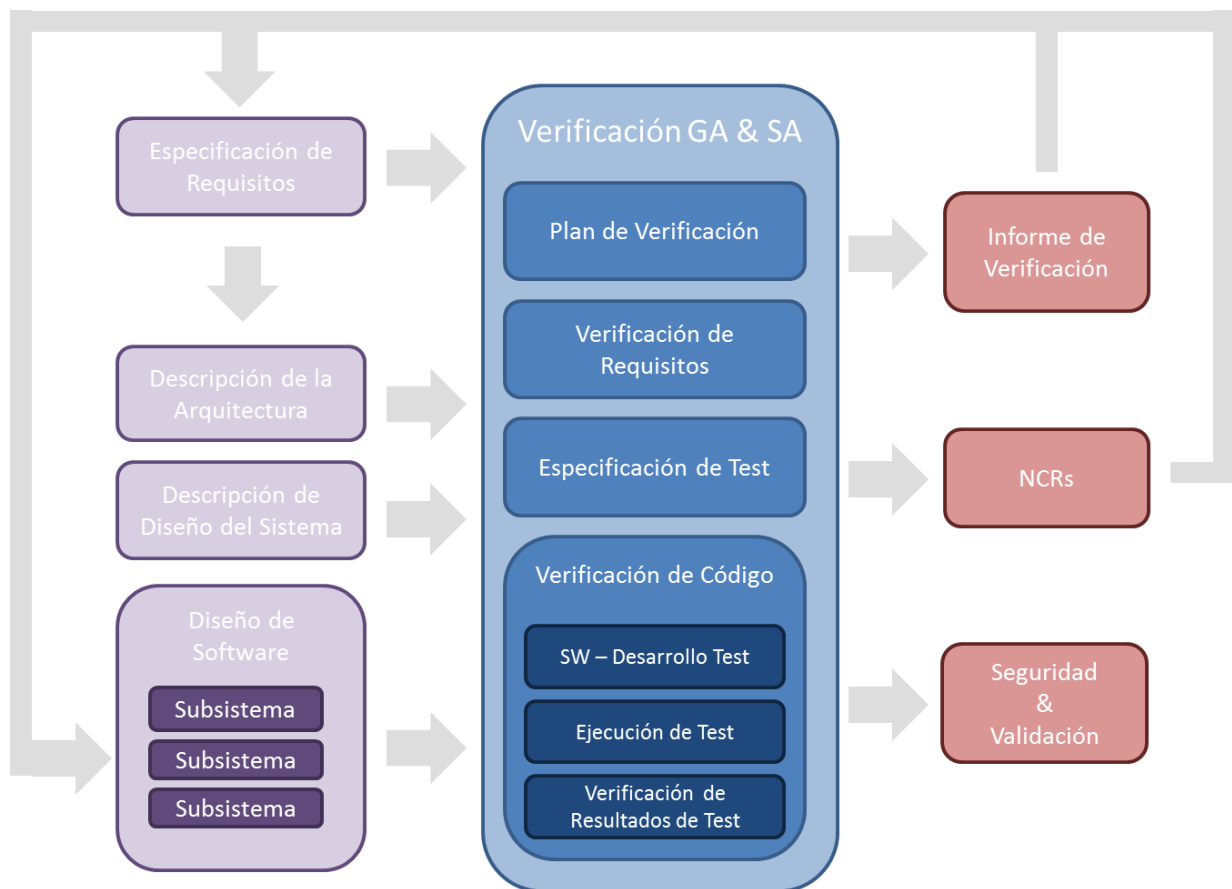 Especificación de
Requisitos
Descripción de la
Arquitectura
Descripción de
Diseño del Sistema
Diseño de
Software
Subsistema
Subsistema
Subsistema
Verificación GA & SA
Plan de Verificación
Verificación de
Requisitos
Especificación de Test
Verificación de Código
SW – Desarrollo Test
Ejecución de Test
Verificación de
Resultados de Test
Informe de
Verificación
NCRs
Seguridad
&
Validación